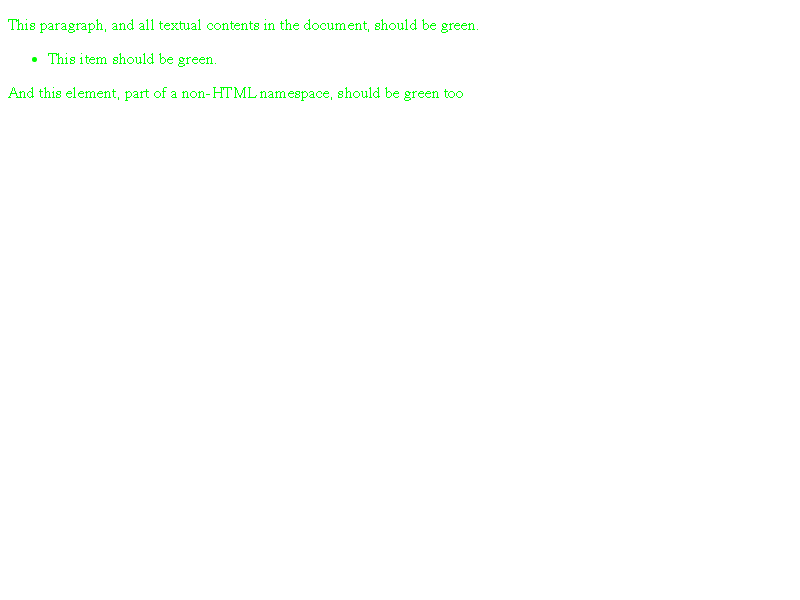 This paragraph, and all textual contents in the document, should be green.
• This item should be green.
And this element, part of a non-HTML namespace, should be green too